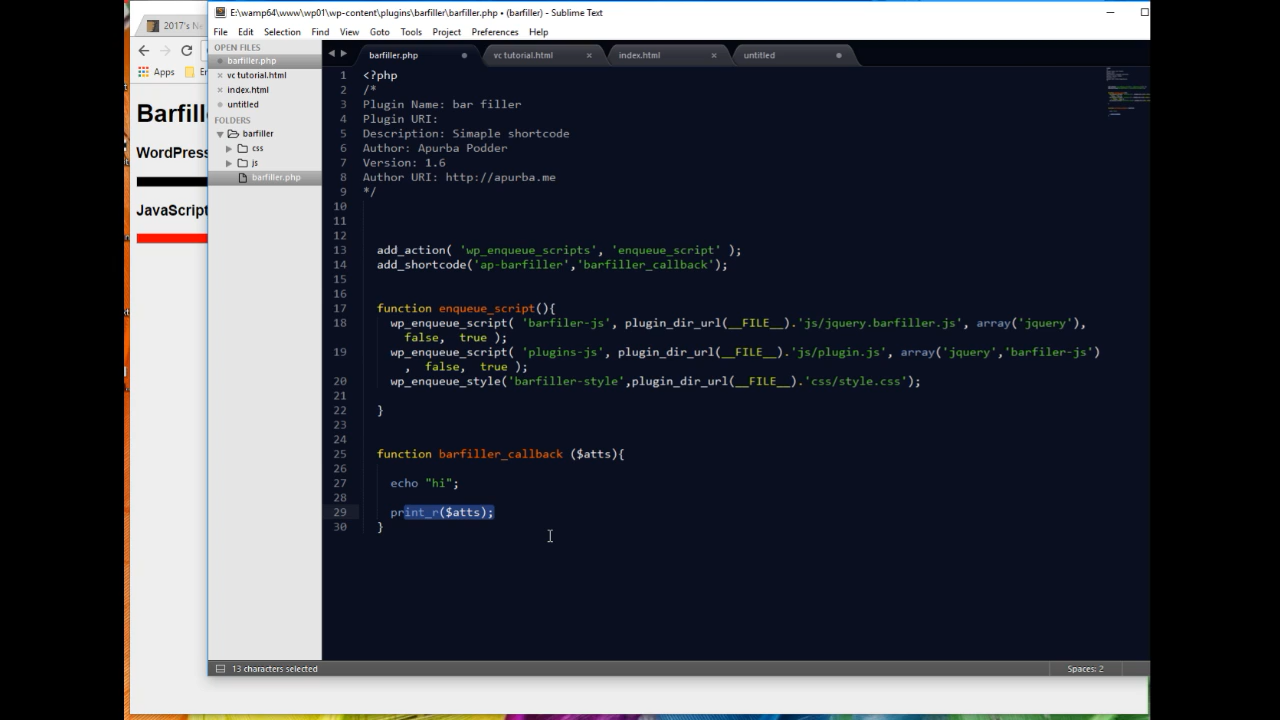 E:\wamp64\www\wp01\wp-content\plugins\barfiller\barfiller.php • (barfiller) - Sublime Text
2017's
File Edit Selection Find View Goto Tools Project Preferences Help
OPEN FILES
barfiller.php
vc tutorial.html
index.html
untitled
FOLDERS
barfiller
css
js
barfiller.php
Apps
Barfill
WordPress
JavaScript
barfiller.php vc tutorial.html index.html untitled
1 <?php
2 /*
3 Plugin Name: bar filler
4 Plugin URI:
5 Description: Simaple shortcode
6 Author: Apurba Podder
7 Version: 1.6
8 Author URI: http://apurba.me
9 */
10
11
12
13 add_action( 'wp_enqueue_scripts', 'enqueue_script' );
14 add_shortcode('ap-barfiller','barfiller_callback');
15
16
17 function enqueue_script(){
18 wp_enqueue_script( 'barfiler-js', plugin_dir_url(__FILE__).'js/jquery.barfiller.js', array('jquery'),
false, true );
19 wp_enqueue_script( 'plugins-js', plugin_dir_url(__FILE__).'js/plugin.js', array('jquery','barfiler-js')
, false, true );
20 wp_enqueue_style('barfiller-style',plugin_dir_url(__FILE__).'css/style.css');
21
22 }
23
24
25 function barfiller_callback ($atts){
26
27 echo "hi";
28
29 print_r($atts);
30 }
13 characters selected
Spaces: 2